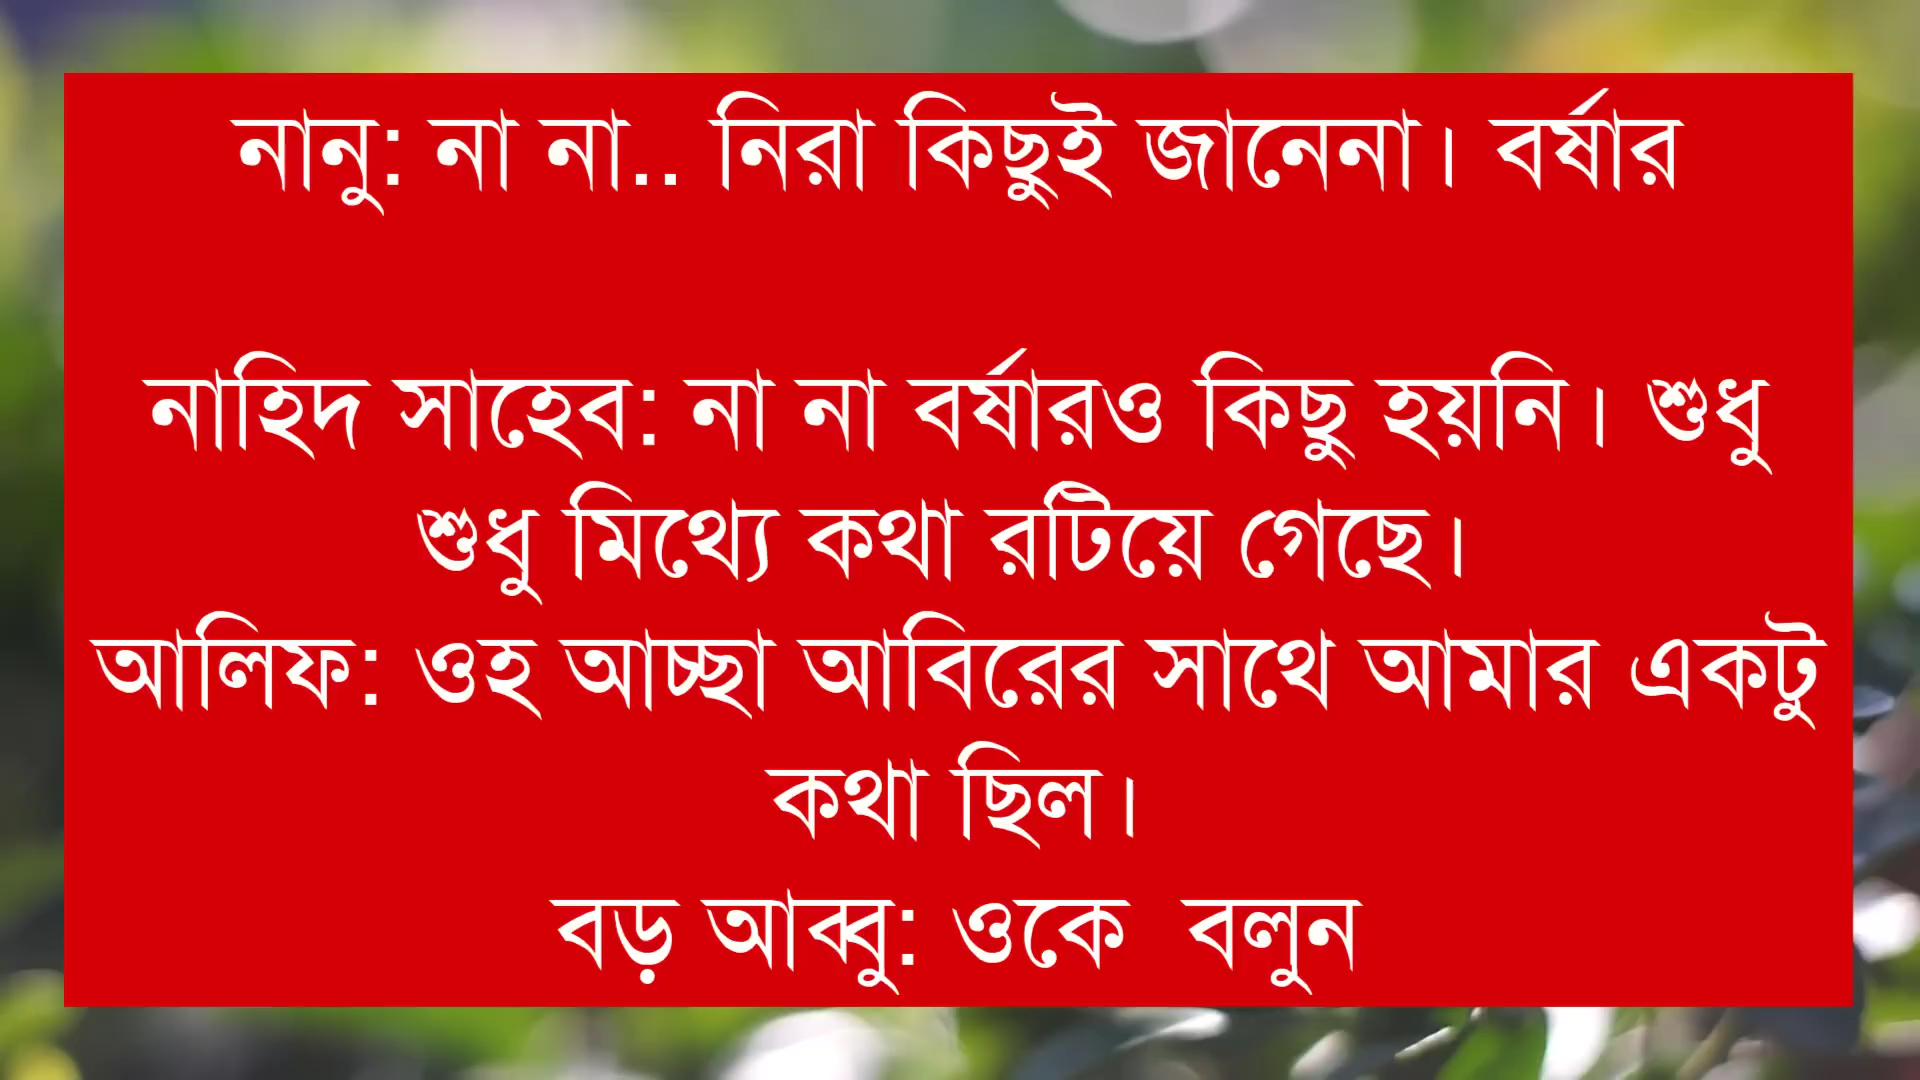 নানু: না না.. নিরা কিছুই জানেনা। বর্ষার
নাহিদ সাহেব: না না বর্ষারও কিছু হয়নি। শুধু
শুধু মিথ্যে কথা রটিয়ে গেছে।
আলিফ: ওহ আচ্ছা আবিরের সাথে আমার একটু
কথা ছিল।
বড় আব্বু: ওকে  বলুন